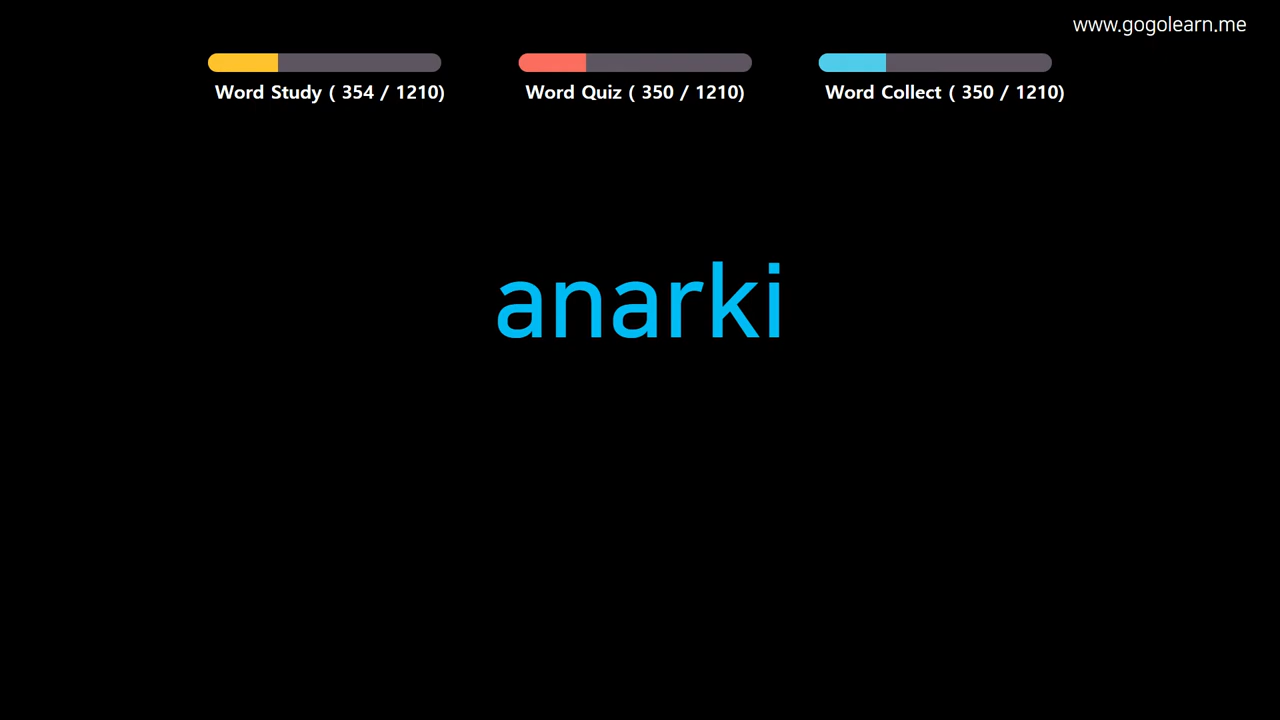 www.gogolearn.me
Word Study ( 354 / 1210)
Word Quiz ( 350 / 1210)
Word Collect ( 350 / 1210)
anarki